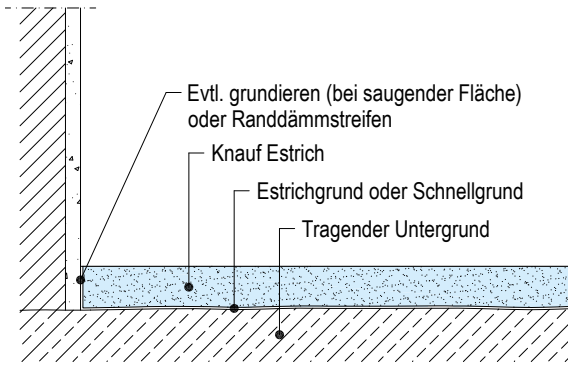 Evtl. grundieren (bei saugender Fläche)
oder Randdämmstreifen
Knauf Estrich
Estrichgrund oder Schnellgrund
Tragender Untergrund